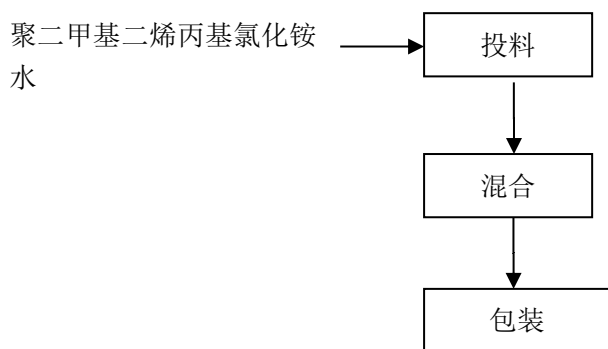 聚二甲基二烯丙基氯化铵
水
投料
混合
包装